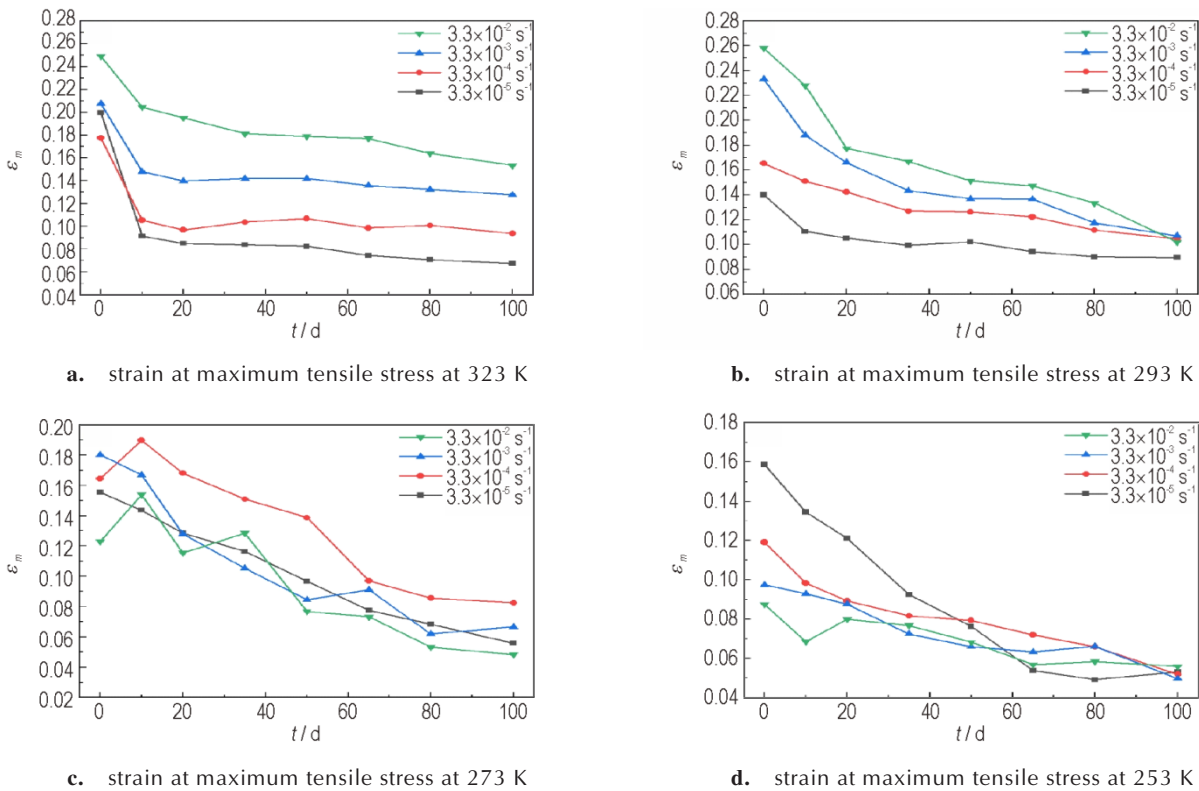 0.28
0.26
0.24
0.22
0.20
0.18
0.16
0.14
0.12
0.10
0.08
0.06
0.04
εₘ
3.3×10⁻² s⁻¹
3.3×10⁻³ s⁻¹
3.3×10⁻⁴ s⁻¹
3.3×10⁻⁵ s⁻¹
0 20 40 60 80 100
t / d
a. strain at maximum tensile stress at 323 K
0.28
0.26
0.24
0.22
0.20
0.18
0.16
0.14
0.12
0.10
0.08
0.06
εₘ
3.3×10⁻² s⁻¹
3.3×10⁻³ s⁻¹
3.3×10⁻⁴ s⁻¹
3.3×10⁻⁵ s⁻¹
0 20 40 60 80 100
t / d
b. strain at maximum tensile stress at 293 K
0.20
0.18
0.16
0.14
0.12
0.10
0.08
0.06
0.04
0.02
εₘ
3.3×10⁻² s⁻¹
3.3×10⁻³ s⁻¹
3.3×10⁻⁴ s⁻¹
3.3×10⁻⁵ s⁻¹
0 20 40 60 80 100
t / d
c. strain at maximum tensile stress at 273 K
0.18
0.16
0.14
0.12
0.10
0.08
0.06
0.04
εₘ
3.3×10⁻² s⁻¹
3.3×10⁻³ s⁻¹
3.3×10⁻⁴ s⁻¹
3.3×10⁻⁵ s⁻¹
0 20 40 60 80 100
t / d
d. strain at maximum tensile stress at 253 K